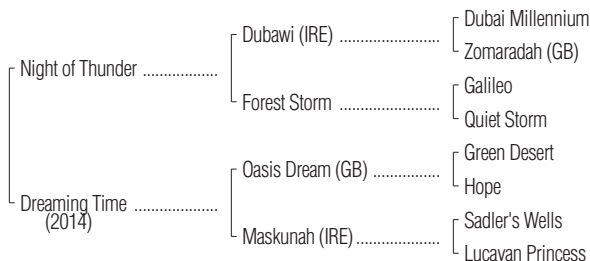 Dubai Millennium
Dubawi (IRE) ......................
Zomaradah (GB)
Night of Thunder .................
Galileo
Forest Storm ......................
Quiet Storm
Green Desert
Oasis Dream (GB) ...............
Hope
Dreaming Time ...................
(2014)
Sadler's Wells
Maskunah (IRE) ...................
Lucayan Princess